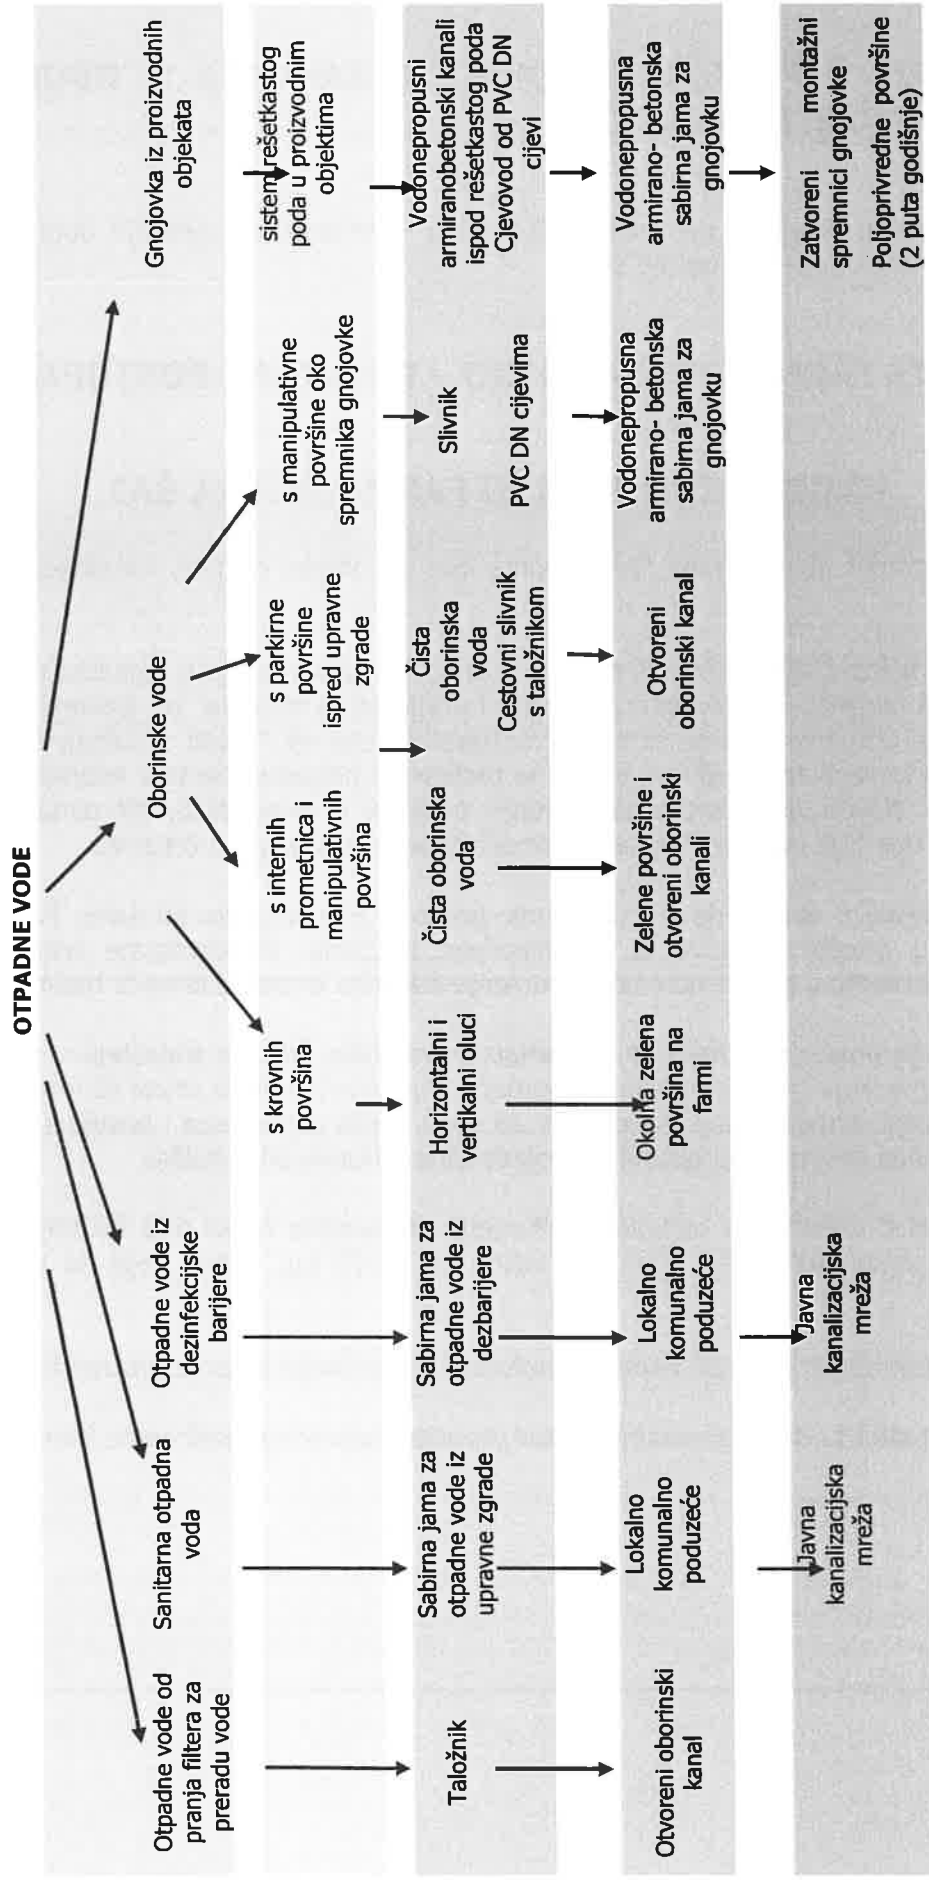 OTPADNE VODE
Otpadne vode od
pranja filtera za
preradu vode
Sanitarna otpadna
voda
Otpadne vode iz
dezinfekcijske
barijere
Oborinske vode
Gnojovka iz proizvodnih
objekata
s krovnih
površina
s internih
prometnica i
manipulativnih
površina
s parkirne
površine
ispred upravne
zgrade
s manipulativne
površine oko
spremnika gnojovke
sistem rešetkastog
poda u proizvodnim
objektima
Taložnik
Sabirna jama za
otpadne vode iz
upravne zgrade
Sabirna jama za
otpadne vode iz
dezbarijere
Horizontalni i
vertikalni oluci
Čista oborinska
voda
Čista
oborinska
voda
Cestovni slivnik
s taložnikom
Slivnik
PVC DN cijevima
Vodonepropusni
armiranobetonski kanali
ispod rešetkastog poda
Cjevovod od PVC DN
cijevi
Otvoreni oborinski
kanal
Lokalno
komunalno
poduzeće
Lokalno
komunalno
poduzeće
Okolna zelena
površina na
farmi
Zelene površine i
otvoreni oborinski
kanali
Otvoreni
oborinski kanal
Vodonepropusna
armirano- betonska
sabirna jama za
gnojovku
Vodonepropusna
armirano- betonska
sabirna jama za
gnojovku
Javna
kanalizacijska
mreža
Javna
kanalizacijska
mreža
Zatvoreni montažni
spremnici gnojovke
Poljoprivredne površine
(2 puta godišnje)